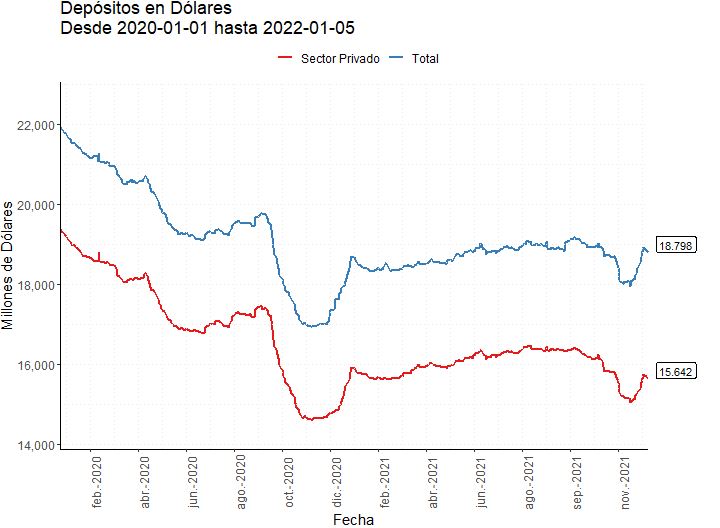 Depósitos en Dólares
Desde 2020-01-01 hasta 2022-01-05
Sector Privado
Total
Millones de Dólares
22,000
20,000
18,000
16,000
14,000
18.798
15.642
feb.-2020
abr.-2020
jun.-2020
ago.-2020
oct.-2020
dic.-2020
feb.-2021
abr.-2021
jun.-2021
ago.-2021
sep.-2021
nov.-2021
Fecha